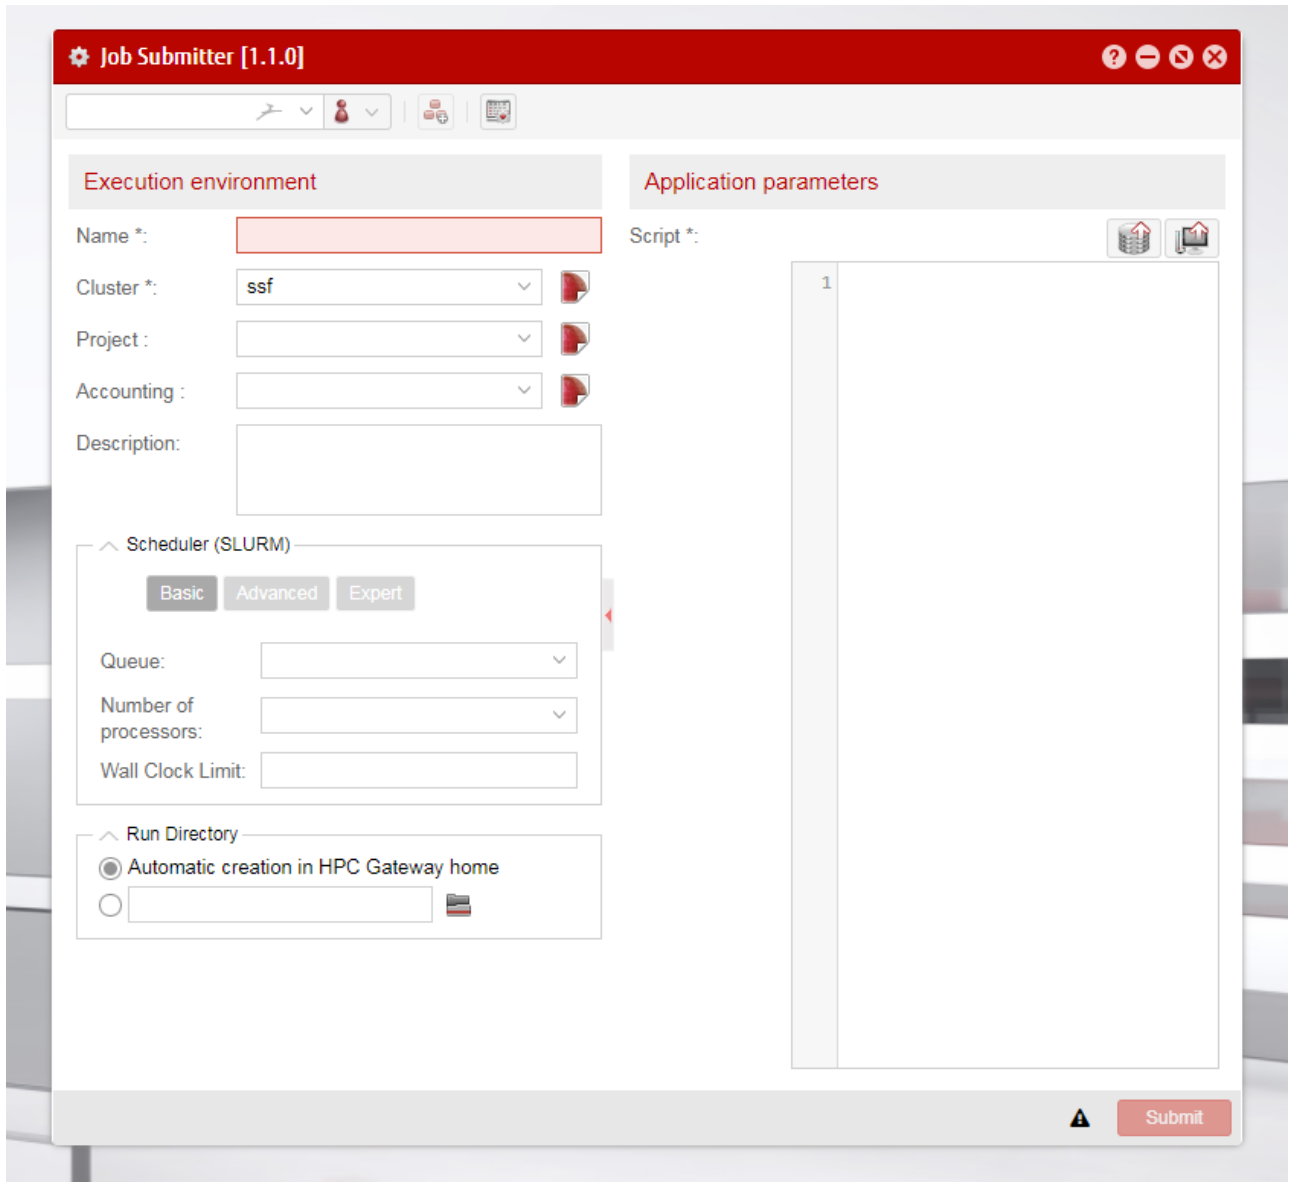 Job Submitter [1.1.0]
Execution environment
Name *:
Cluster *:
ssf
Project :
Accounting :
Description:
Scheduler (SLURM)
Basic
Advanced
Expert
Queue:
Number of
processors:
Wall Clock Limit:
Run Directory
Automatic creation in HPC Gateway home
Application parameters
Script *:
1
Submit